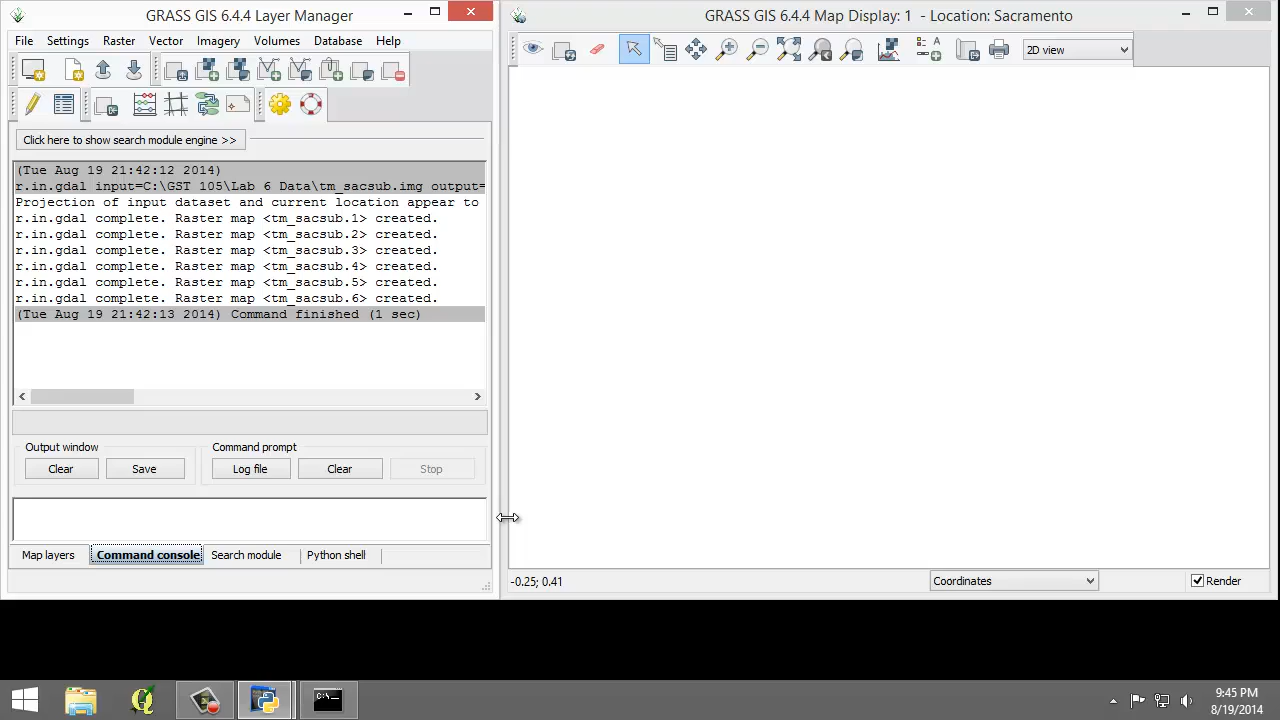 GRASS GIS 6.4.4 Layer Manager
File Settings Raster Vector Imagery Volumes Database Help
Click here to show search module engine >>
(Tue Aug 19 21:42:12 2014)
r.in.gdal input=C:\GST 105\Lab 6 Data\tm_sacsub.img output=
Projection of input dataset and current location appear to
r.in.gdal complete. Raster map <tm_sacsub.1> created.
r.in.gdal complete. Raster map <tm_sacsub.2> created.
r.in.gdal complete. Raster map <tm_sacsub.3> created.
r.in.gdal complete. Raster map <tm_sacsub.4> created.
r.in.gdal complete. Raster map <tm_sacsub.5> created.
r.in.gdal complete. Raster map <tm_sacsub.6> created.
(Tue Aug 19 21:42:13 2014) Command finished (1 sec)
Output window Command prompt
Clear Save Log file Clear Stop
Map layers Command console Search module Python shell
GRASS GIS 6.4.4 Map Display: 1 - Location: Sacramento
2D view
-0.25; 0.41 Coordinates Render
9:45 PM
8/19/2014